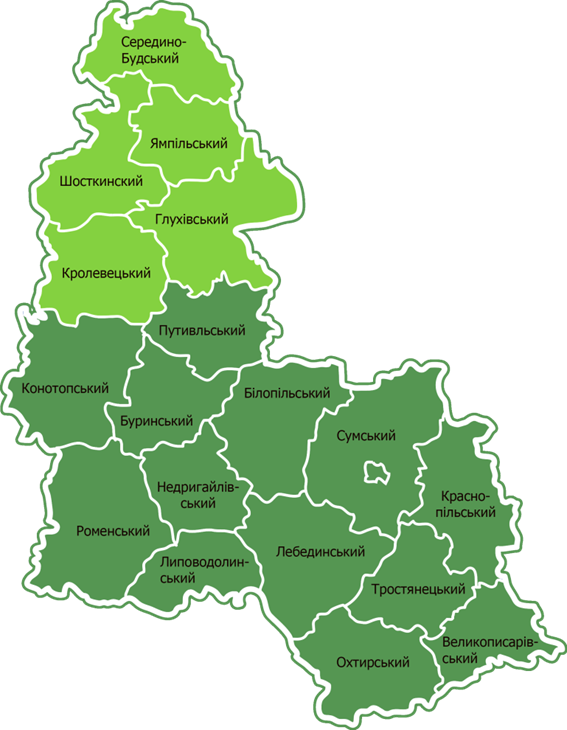 Середино-
Будський
Ямпільський
Шосткинский
Глухівський
Кролевецький
Путивльський
Конотопський
Білопільський
Буринський
Сумський
Недригайлів-
ський
Красно-
пільський
Роменський
Лебединський
Липоводолин-
ський
Тростянецький
Великописарів-
ський
Охтирський